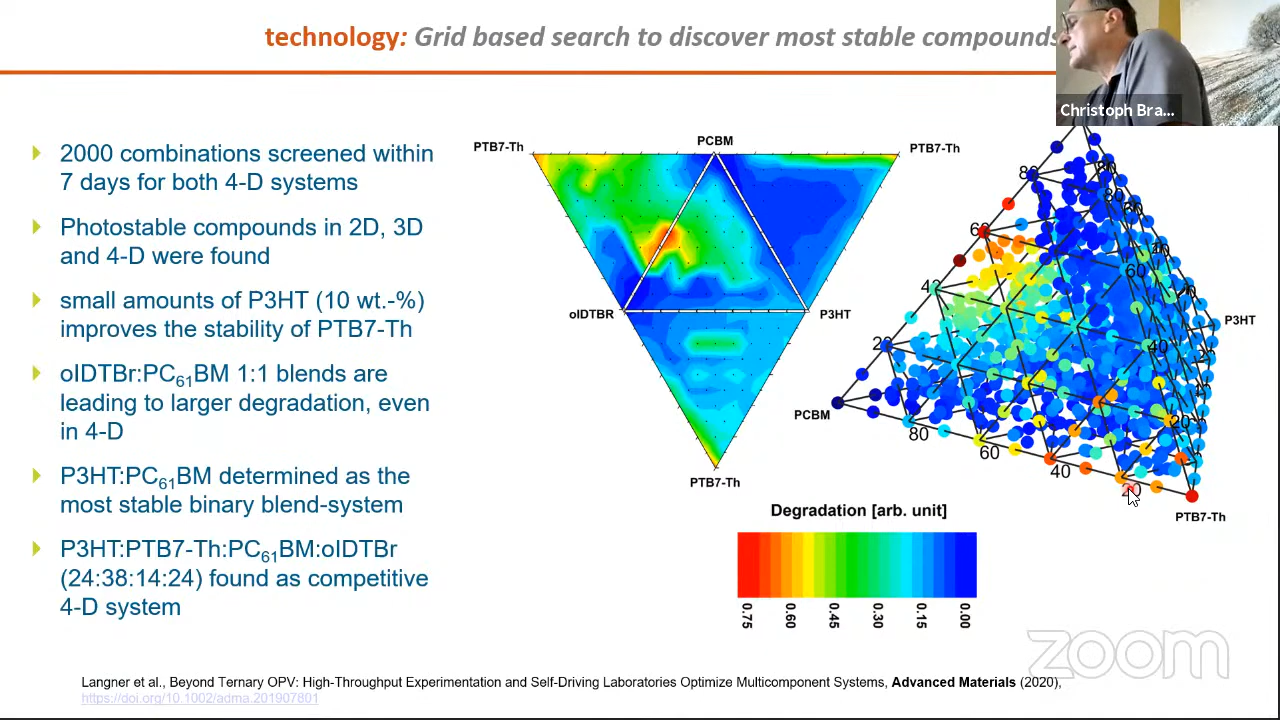 technology: Grid based search to discover most stable compounds
Christoph Bra...
2000 combinations screened within
7 days for both 4-D systems
Photostable compounds in 2D, 3D
and 4-D were found
small amounts of P3HT (10 wt.-%)
improves the stability of PTB7-Th
oIDTBr:PC₆₁BM 1:1 blends are
leading to larger degradation, even
in 4-D
P3HT:PC₆₁BM determined as the
most stable binary blend-system
P3HT:PTB7-Th:PC₆₁BM:oIDTBr
(24:38:14:24) found as competitive
4-D system
PTB7-Th
PCBM
PTB7-Th
oIDTBR
P3HT
PTB7-Th
80
80
80
60
60
40
20
60
40
20
P3HT
PCBM
80
60
40
20
PTB7-Th
Degradation [arb. unit]
0.75
0.60
0.45
0.30
0.15
0.00
zoom
Langner et al., Beyond Ternary OPV: High-Throughput Experimentation and Self-Driving Laboratories Optimize Multicomponent Systems, Advanced Materials (2020),
https://doi.org/10.1002/adma.201907801